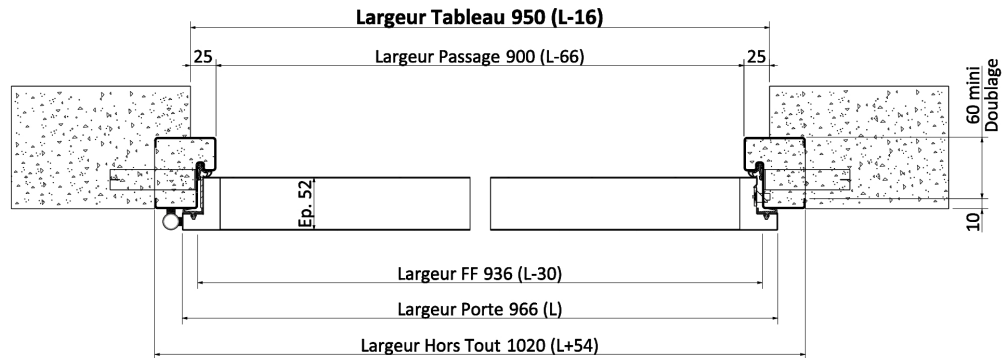 Largeur Tableau 950 (L-16)
25
Largeur Passage 900 (L-66)
25
60 mini
Doublage
Ep. 52
10
Largeur FF 936 (L-30)
Largeur Porte 966 (L)
Largeur Hors Tout 1020 (L+54)